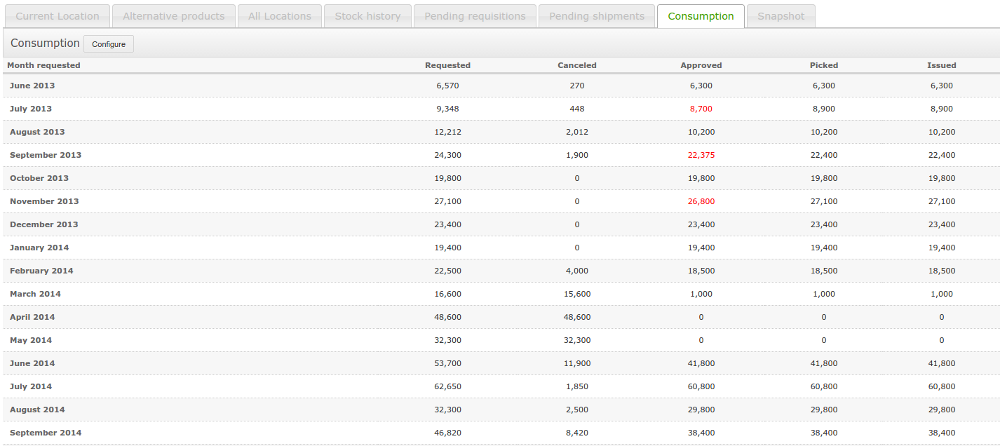 Current Location Alternative products All Locations Stock history Pending requisitions Pending shipments Consumption Snapshot
Consumption Configure
Month requested Requested Canceled Approved Picked Issued
June 2013 6,570 270 6,300 6,300 6,300
July 2013 9,348 448 8,700 8,900 8,900
August 2013 12,212 2,012 10,200 10,200 10,200
September 2013 24,300 1,900 22,375 22,400 22,400
October 2013 19,800 0 19,800 19,800 19,800
November 2013 27,100 0 26,800 27,100 27,100
December 2013 23,400 0 23,400 23,400 23,400
January 2014 19,400 0 19,400 19,400 19,400
February 2014 22,500 4,000 18,500 18,500 18,500
March 2014 16,600 15,600 1,000 1,000 1,000
April 2014 48,600 48,600 0 0 0
May 2014 32,300 32,300 0 0 0
June 2014 53,700 11,900 41,800 41,800 41,800
July 2014 62,650 1,850 60,800 60,800 60,800
August 2014 32,300 2,500 29,800 29,800 29,800
September 2014 46,820 8,420 38,400 38,400 38,400